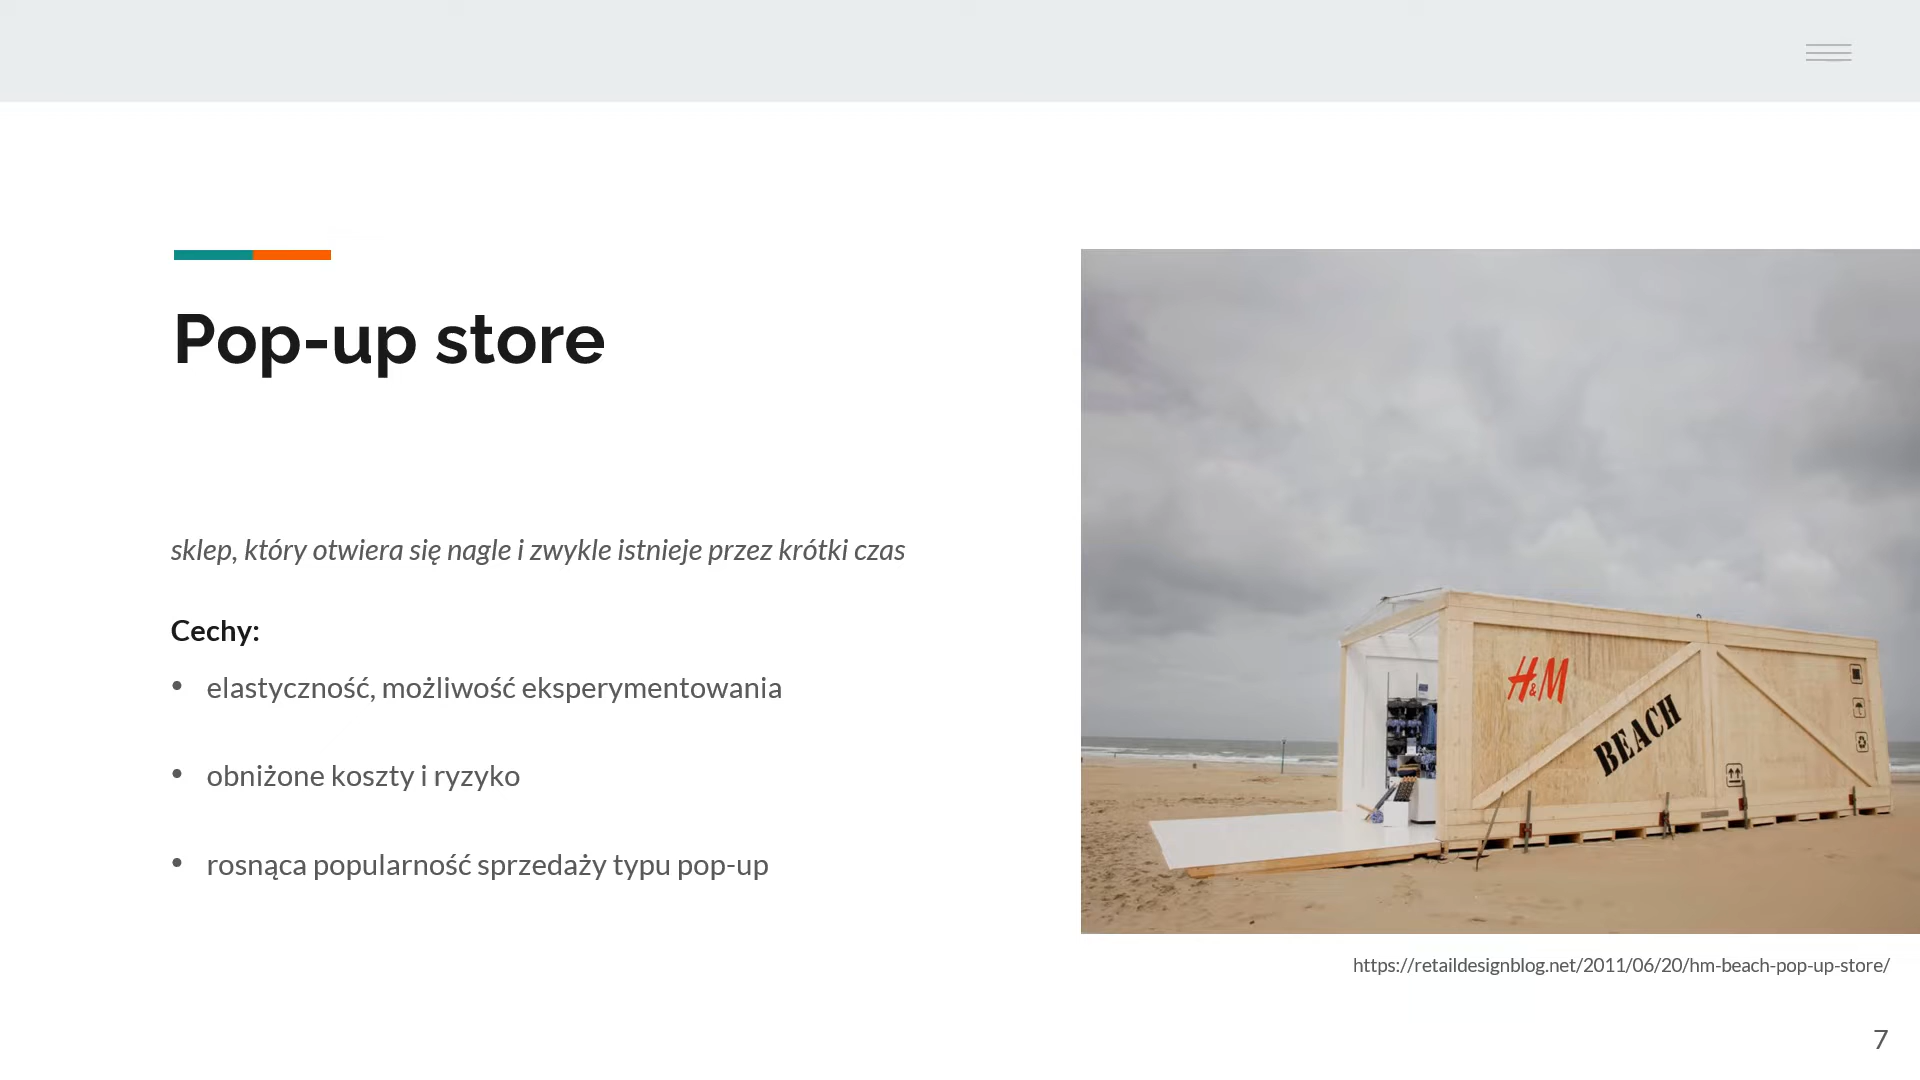 Pop-up store
sklep, który otwiera się nagle i zwykle istnieje przez krótki czas
Cechy:
• elastyczność, możliwość eksperymentowania
• obniżone koszty i ryzyko
• rosnąca popularność sprzedaży typu pop-up
H&M
BEACH
https://retaildesignblog.net/2011/06/20/hm-beach-pop-up-store/
7